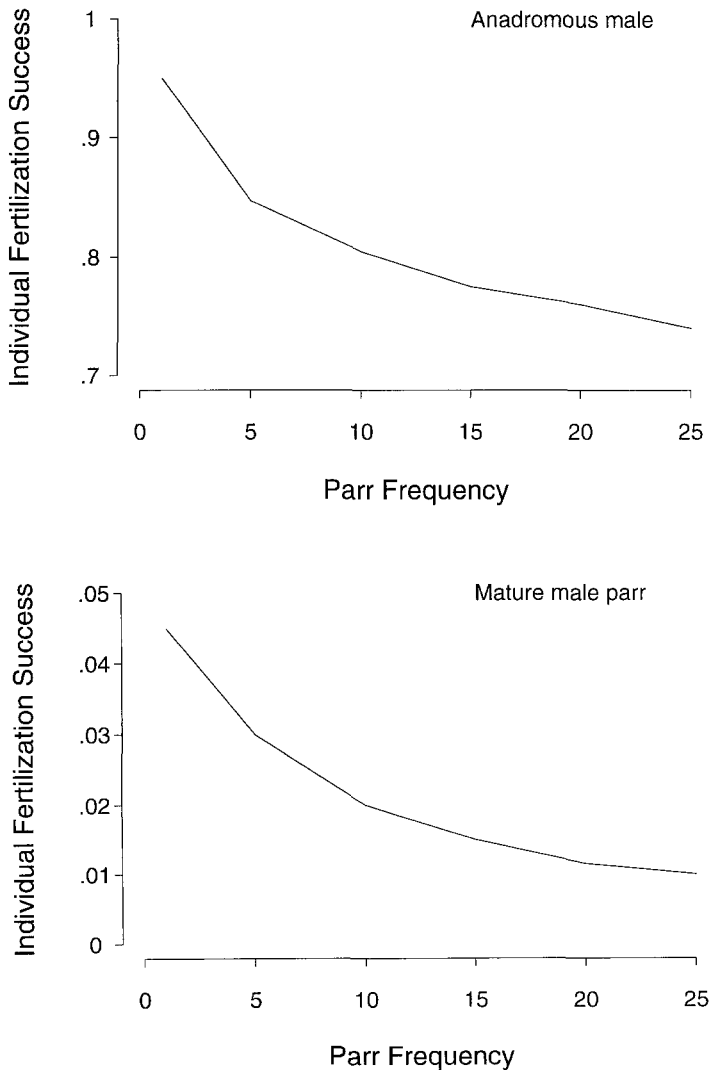 Anadromous male
Individual Fertilization Success
1
.9
.8
.7
0 5 10 15 20 25
Parr Frequency
Mature male parr
Individual Fertilization Success
.05
.04
.03
.02
.01
0
0 5 10 15 20 25
Parr Frequency